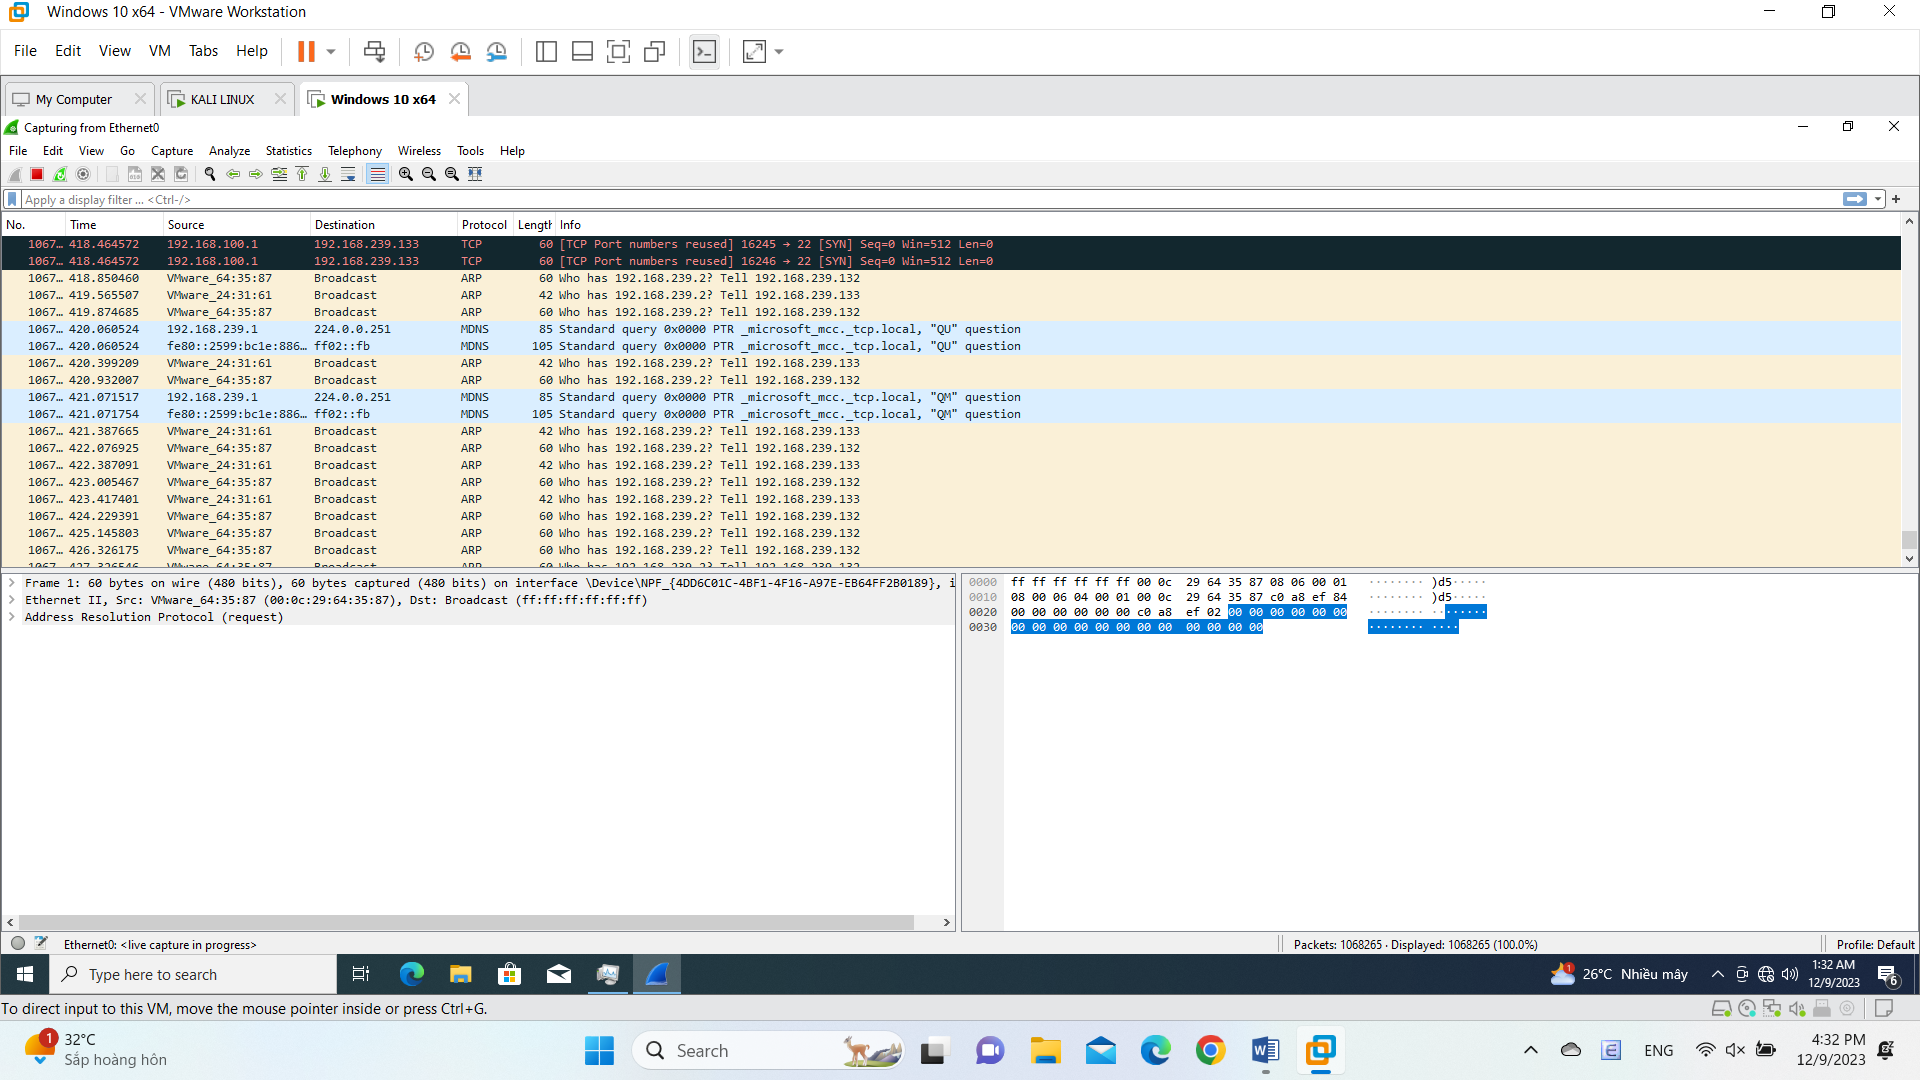 Windows 10 x64 - VMware Workstation
File Edit View VM Tabs Help
My Computer KALI LINUX Windows 10 x64
Capturing from Ethernet0
File Edit View Go Capture Analyze Statistics Telephony Wireless Tools Help
Apply a display filter ... <Ctrl-/>
No. Time Source Destination Protocol Length Info
1067… 418.464572 192.168.100.1 192.168.239.133 TCP 60 [TCP Port numbers reused] 16245 → 22 [SYN] Seq=0 Win=512 Len=0
1067… 418.464572 192.168.100.1 192.168.239.133 TCP 60 [TCP Port numbers reused] 16246 → 22 [SYN] Seq=0 Win=512 Len=0
1067… 418.850460 VMware_64:35:87 Broadcast ARP 60 Who has 192.168.239.2? Tell 192.168.239.132
1067… 419.565507 VMware_24:31:61 Broadcast ARP 42 Who has 192.168.239.2? Tell 192.168.239.133
1067… 419.874685 VMware_64:35:87 Broadcast ARP 60 Who has 192.168.239.2? Tell 192.168.239.132
1067… 420.060524 192.168.239.1 224.0.0.251 MDNS 85 Standard query 0x0000 PTR _microsoft_mcc._tcp.local, "QU" question
1067… 420.060524 fe80::2599:bc1e:886… ff02::fb MDNS 105 Standard query 0x0000 PTR _microsoft_mcc._tcp.local, "QU" question
1067… 420.399209 VMware_24:31:61 Broadcast ARP 42 Who has 192.168.239.2? Tell 192.168.239.133
1067… 420.932007 VMware_64:35:87 Broadcast ARP 60 Who has 192.168.239.2? Tell 192.168.239.132
1067… 421.071517 192.168.239.1 224.0.0.251 MDNS 85 Standard query 0x0000 PTR _microsoft_mcc._tcp.local, "QM" question
1067… 421.071754 fe80::2599:bc1e:886… ff02::fb MDNS 105 Standard query 0x0000 PTR _microsoft_mcc._tcp.local, "QM" question
1067… 421.387665 VMware_24:31:61 Broadcast ARP 42 Who has 192.168.239.2? Tell 192.168.239.133
1067… 422.076925 VMware_64:35:87 Broadcast ARP 60 Who has 192.168.239.2? Tell 192.168.239.132
1067… 422.387091 VMware_24:31:61 Broadcast ARP 42 Who has 192.168.239.2? Tell 192.168.239.133
1067… 423.005467 VMware_64:35:87 Broadcast ARP 60 Who has 192.168.239.2? Tell 192.168.239.132
1067… 423.417401 VMware_24:31:61 Broadcast ARP 42 Who has 192.168.239.2? Tell 192.168.239.133
1067… 424.229391 VMware_64:35:87 Broadcast ARP 60 Who has 192.168.239.2? Tell 192.168.239.132
1067… 425.145803 VMware_64:35:87 Broadcast ARP 60 Who has 192.168.239.2? Tell 192.168.239.132
1067… 426.326175 VMware_64:35:87 Broadcast ARP 60 Who has 192.168.239.2? Tell 192.168.239.132
Frame 1: 60 bytes on wire (480 bits), 60 bytes captured (480 bits) on interface \Device\NPF_{4DD6C01C-4BF1-4F16-A97E-EB64FF2B0189}, i
Ethernet II, Src: VMware_64:35:87 (00:0c:29:64:35:87), Dst: Broadcast (ff:ff:ff:ff:ff:ff)
Address Resolution Protocol (request)
0000 ff ff ff ff ff ff 00 0c 29 64 35 87 08 06 00 01 ········ )d5·····
0010 08 00 06 04 00 01 00 0c 29 64 35 87 c0 a8 ef 84 ········ )d5·····
0020 00 00 00 00 00 00 c0 a8 ef 02 00 00 00 00 00 00 ········ ········
0030 00 00 00 00 00 00 00 00 00 00 00 00 ········ ····
Ethernet0: <live capture in progress>
Packets: 1068265 · Displayed: 1068265 (100.0%)
Profile: Default
Type here to search
1 26°C Nhiều mây
1:32 AM
12/9/2023
6
To direct input to this VM, move the mouse pointer inside or press Ctrl+G.
1 32°C
Sắp hoàng hôn
Search
ENG
4:32 PM
12/9/2023